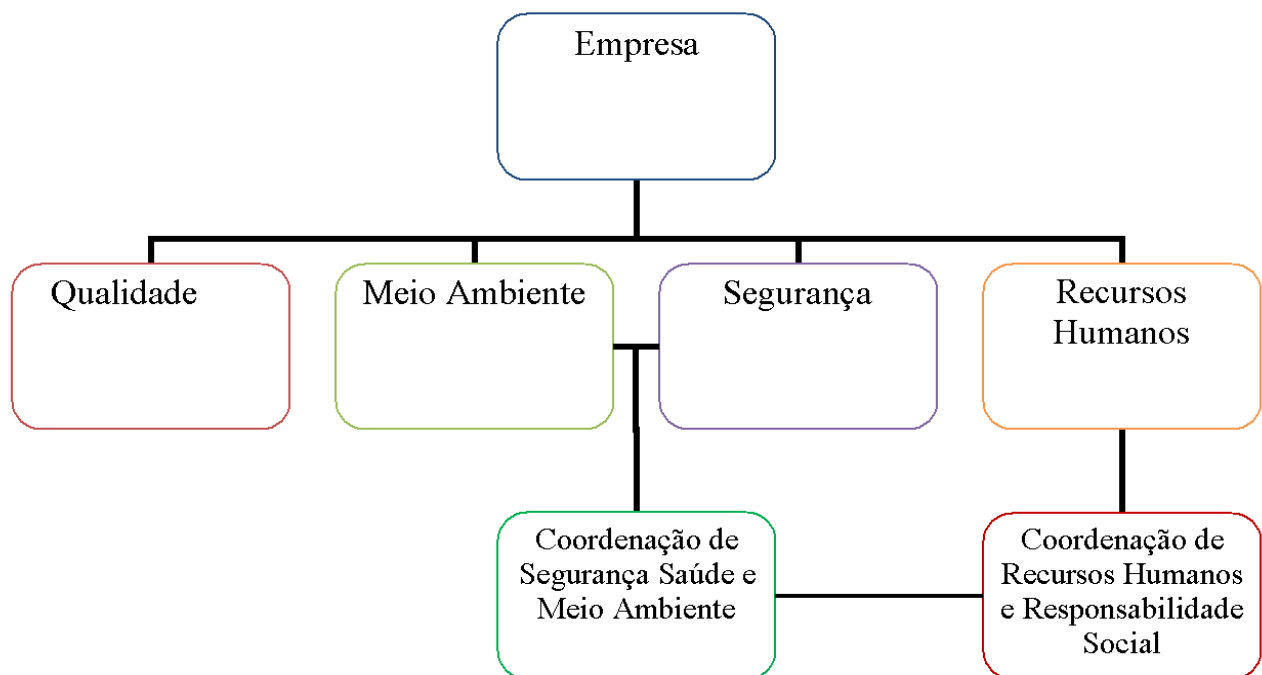 Empresa
Qualidade
Meio Ambiente
Segurança
Recursos
Humanos
Coordenação de
Segurança Saúde e
Meio Ambiente
Coordenação de
Recursos Humanos
e Responsabilidade
Social